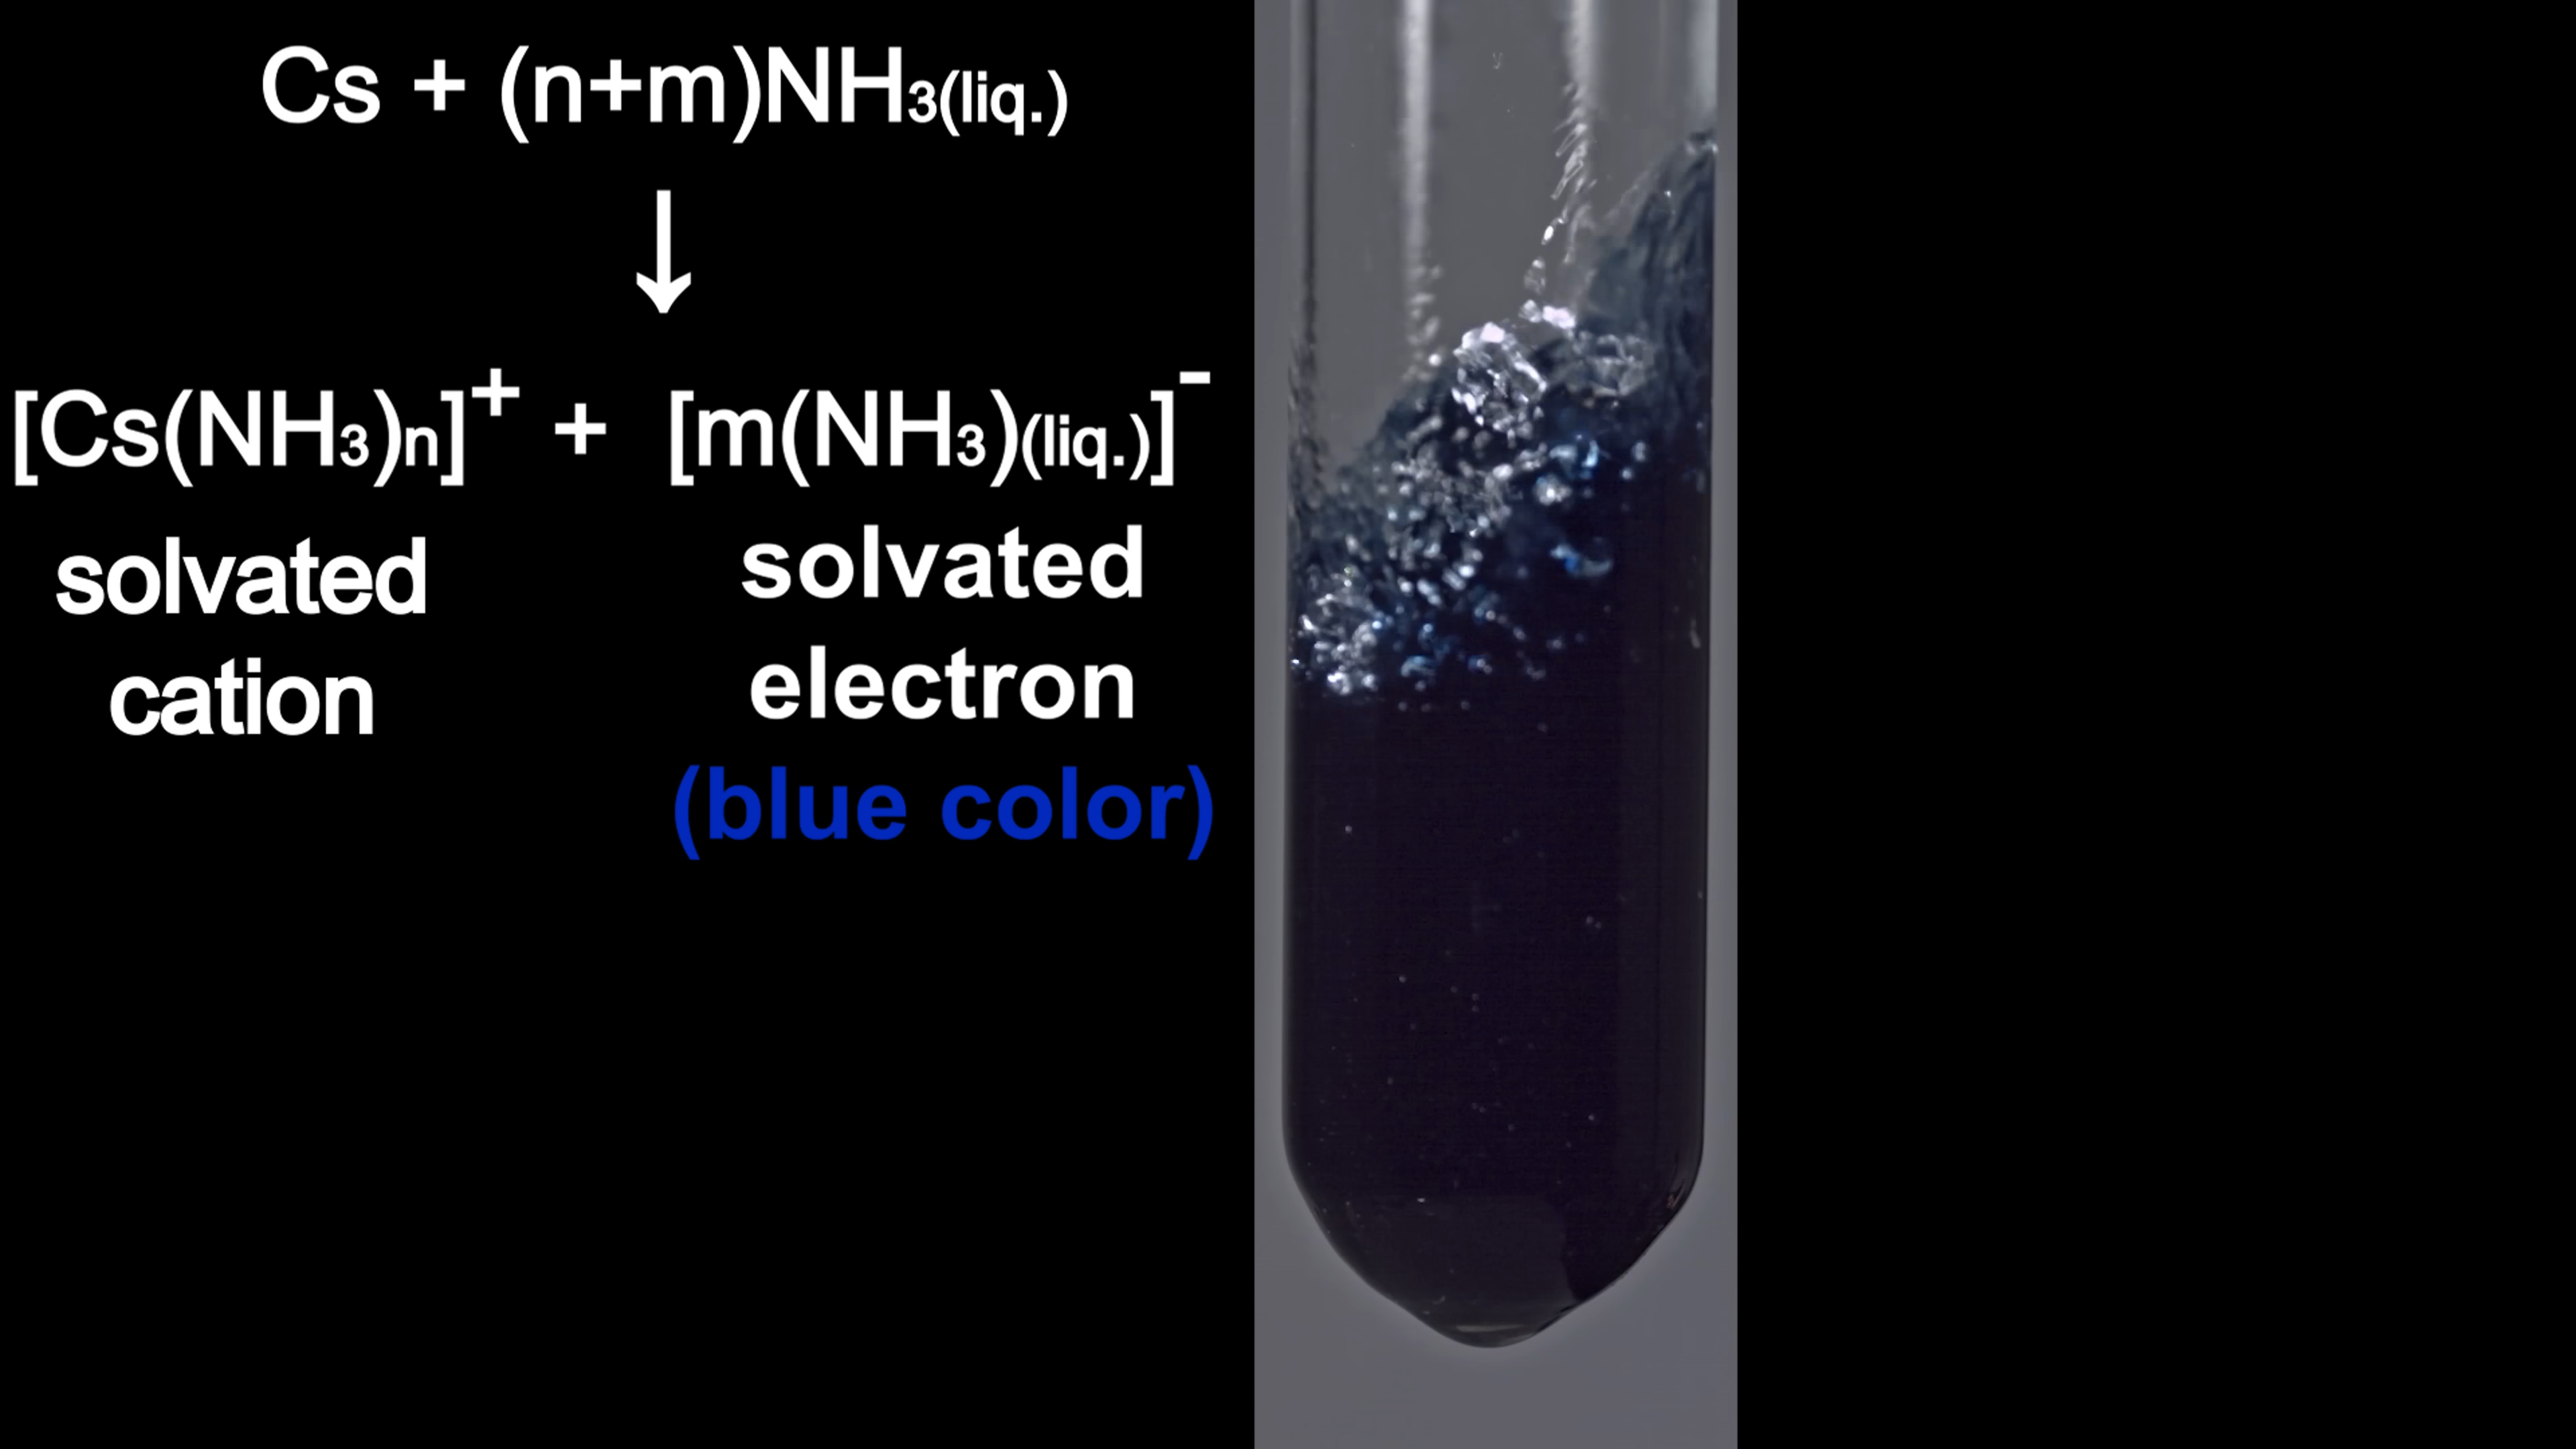 Cs + (n+m)NH3(liq.)
↓
[Cs(NH3)n]+ + [m(NH3)(liq.)]-
solvated solvated
cation electron
(blue color)